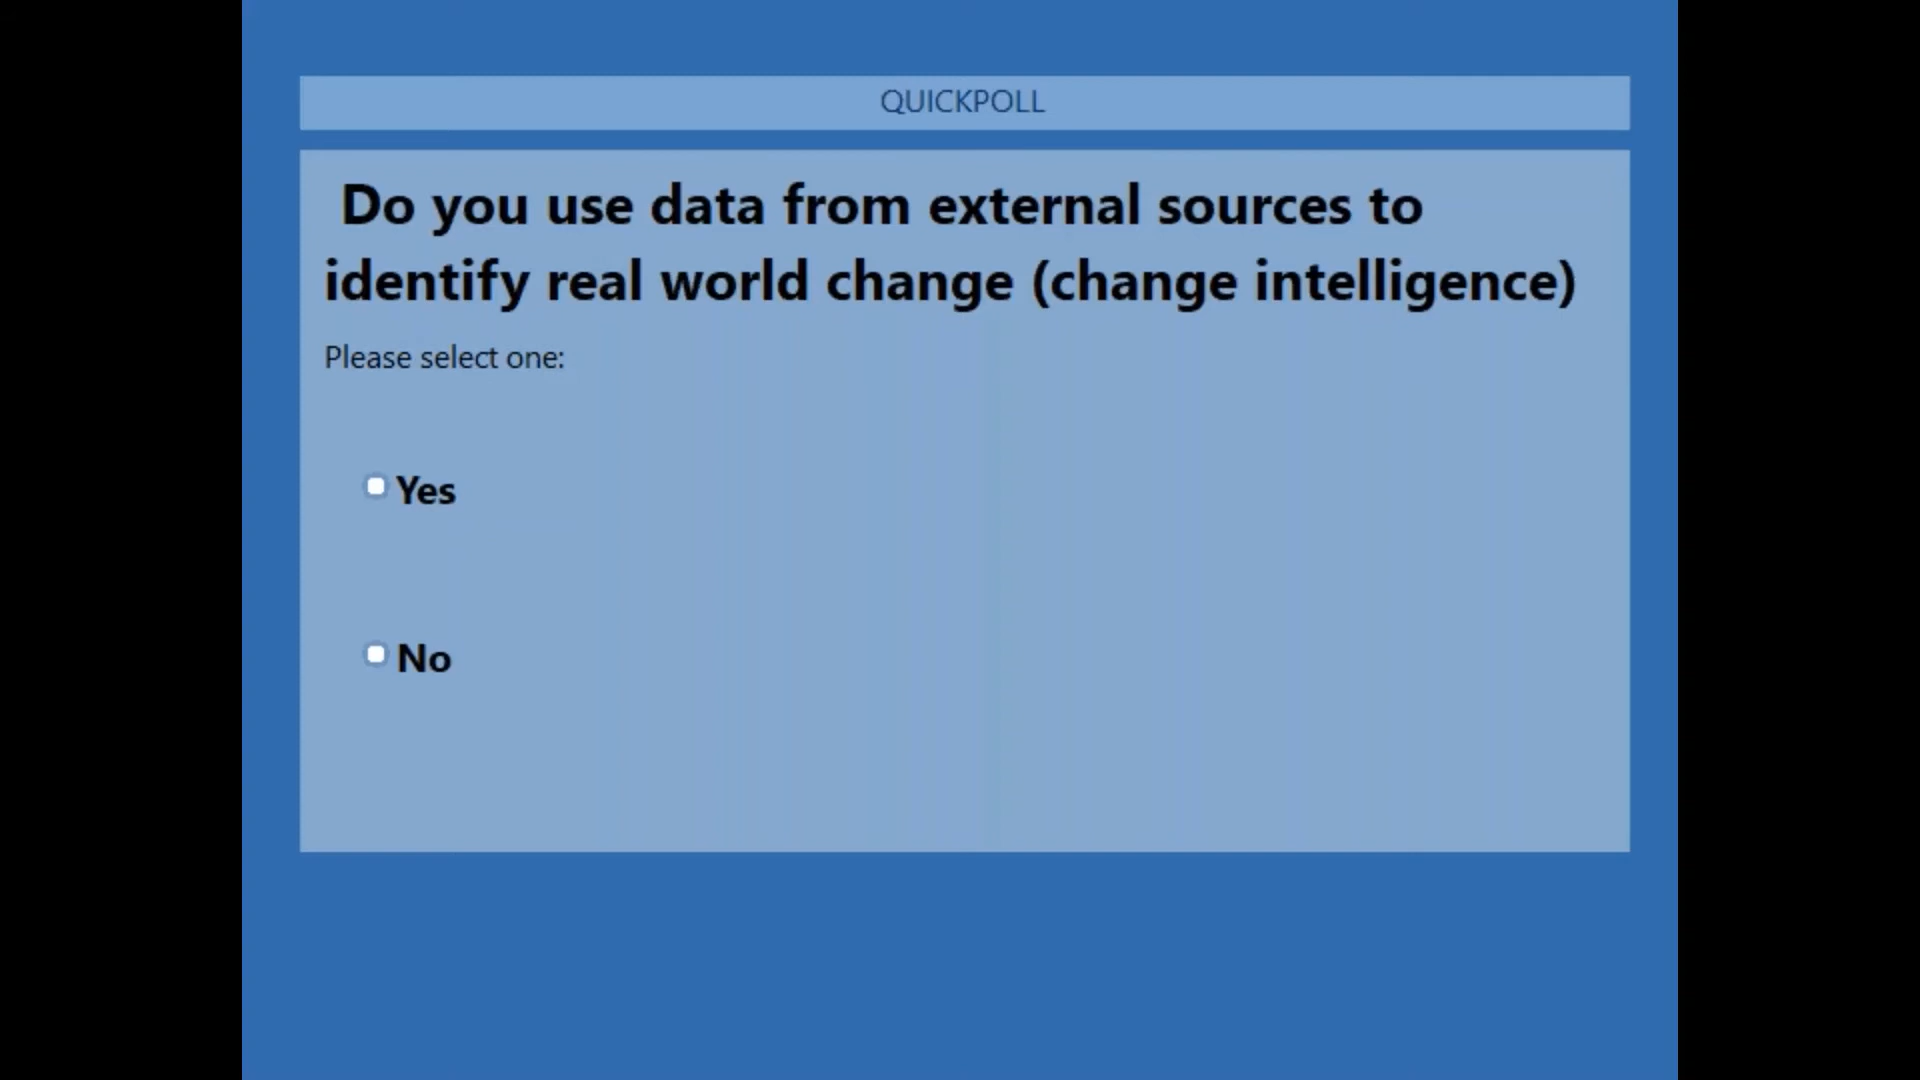 QUICKPOLL
Do you use data from external sources to
identify real world change (change intelligence)
Please select one:
Yes
No